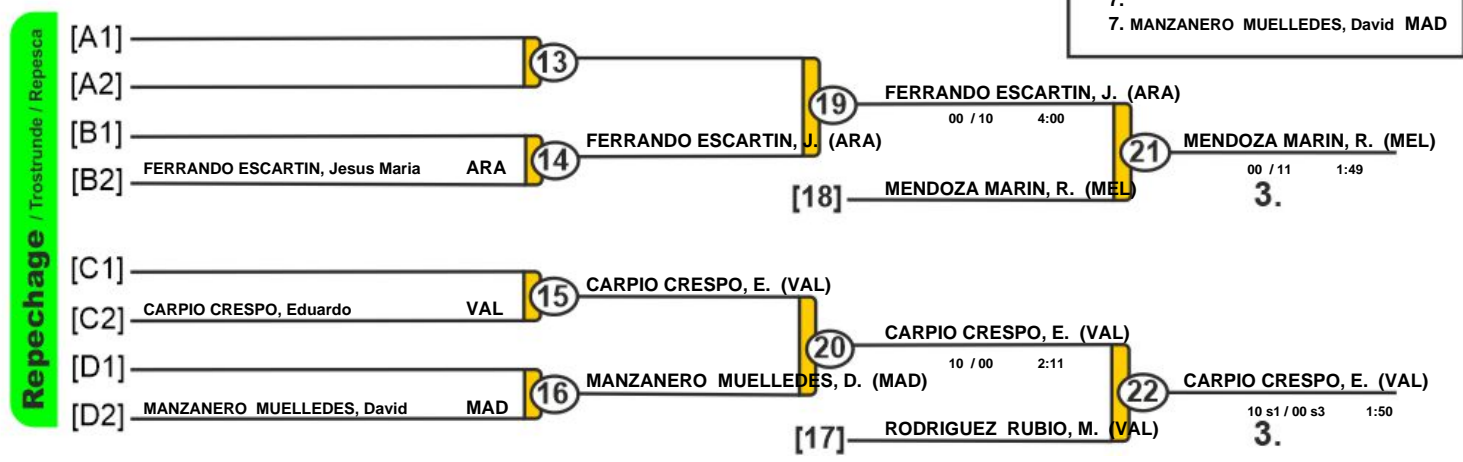 7.
7. MANZANERO MUELLEDES, David MAD
Repechage / Trostrunde / Repesca
[A1]
[A2]
13
[B1]
[B2] FERRANDO ESCARTIN, Jesus Maria ARA
14
FERRANDO ESCARTIN, J. (ARA)
19
FERRANDO ESCARTIN, J. (ARA)
00 / 10 4:00
[18] MENDOZA MARIN, R. (MEL)
21
MENDOZA MARIN, R. (MEL)
00 / 11 1:49
3.
[C1]
[C2] CARPIO CRESPO, Eduardo VAL
15
CARPIO CRESPO, E. (VAL)
[D1]
[D2] MANZANERO MUELLEDES, David MAD
16
MANZANERO MUELLEDES, D. (MAD)
20
CARPIO CRESPO, E. (VAL)
10 / 00 2:11
[17] RODRIGUEZ RUBIO, M. (VAL)
22
CARPIO CRESPO, E. (VAL)
10 s1 / 00 s3 1:50
3.